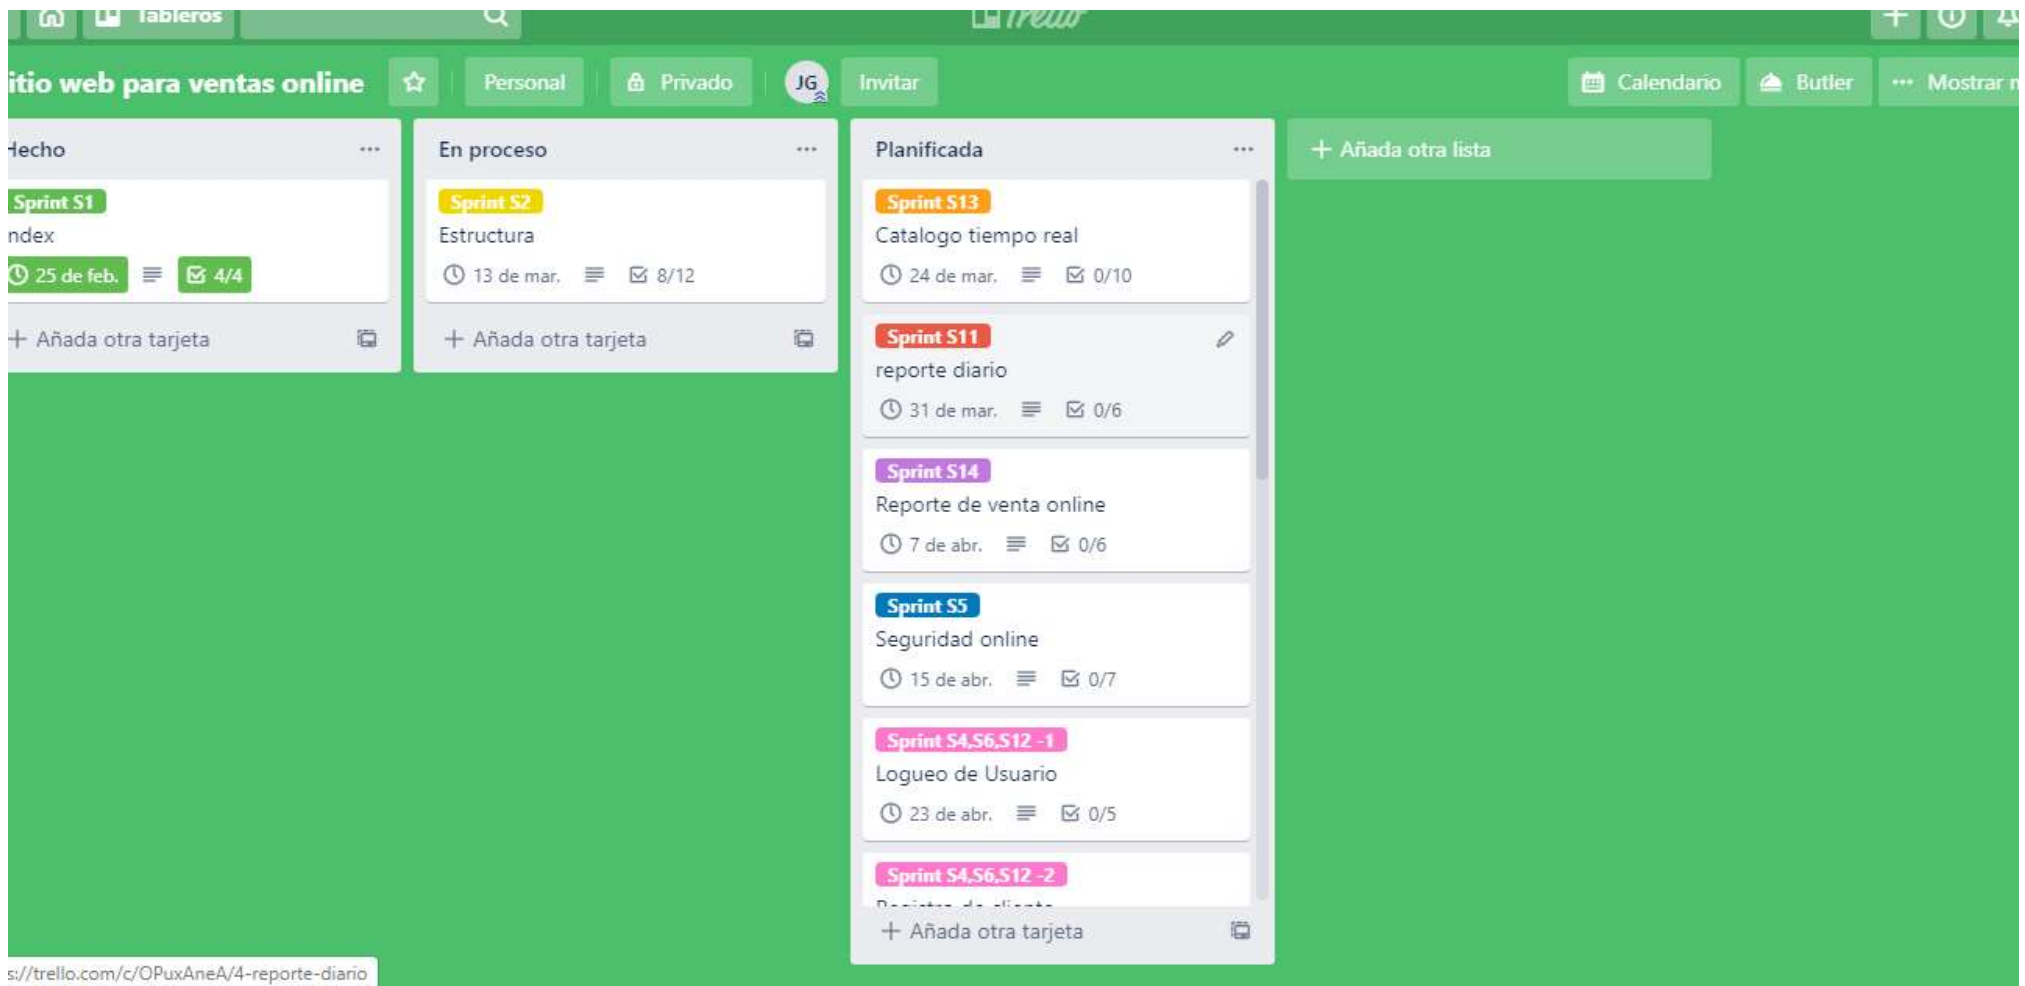 Tableros
Trello
itio web para ventas online
Personal
Privado
JG
Invitar
Calendario
Butler
Mostrar
Hecho
Sprint S1
ndex
25 de feb.
4/4
+ Añada otra tarjeta
En proceso
Sprint S2
Estructura
13 de mar.
8/12
+ Añada otra tarjeta
Planificada
Sprint S13
Catalogo tiempo real
24 de mar.
0/10
Sprint S11
reporte diario
31 de mar.
0/6
Sprint S14
Reporte de venta online
7 de abr.
0/6
Sprint S5
Seguridad online
15 de abr.
0/7
Sprint S4,S6,S12 -1
Logueo de Usuario
23 de abr.
0/5
Sprint S4,S6,S12 -2
Registro de cliente
+ Añada otra tarjeta
+ Añada otra lista
s://trello.com/c/OPuxAneA/4-reporte-diario